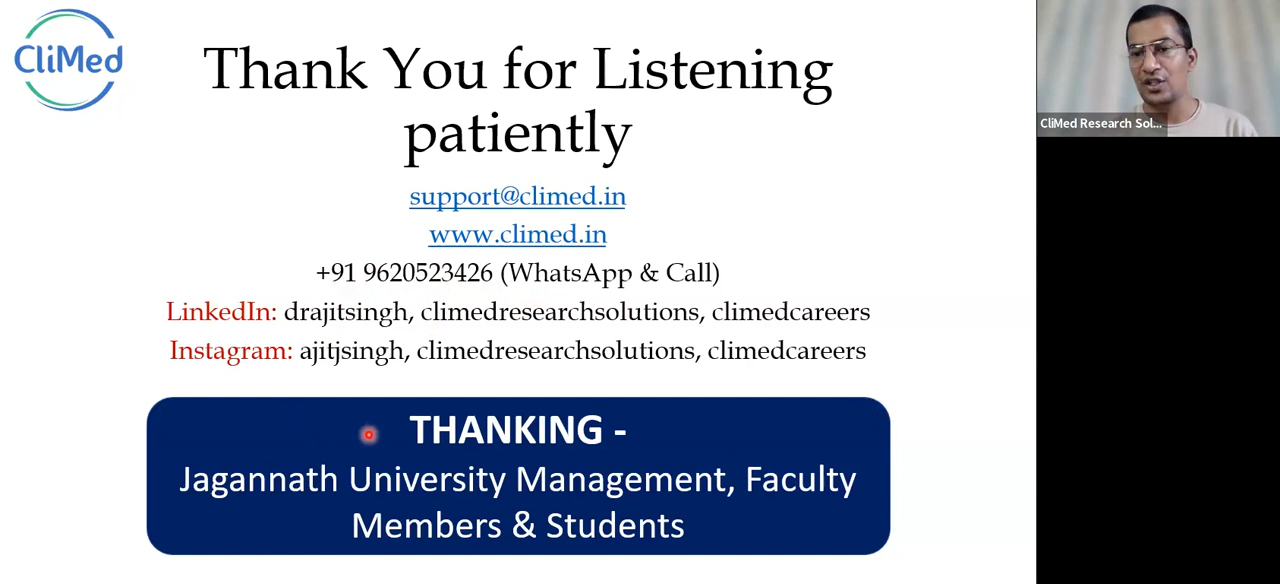 CliMed
Thank You for Listening
patiently
support@climed.in
www.climed.in
+91 9620523426 (WhatsApp & Call)
LinkedIn: drajitsingh, climedresearchsolutions, climedcareers
Instagram: ajitjsingh, climedresearchsolutions, climedcareers
THANKING -
Jagannath University Management, Faculty
Members & Students
CliMed Research Sol...